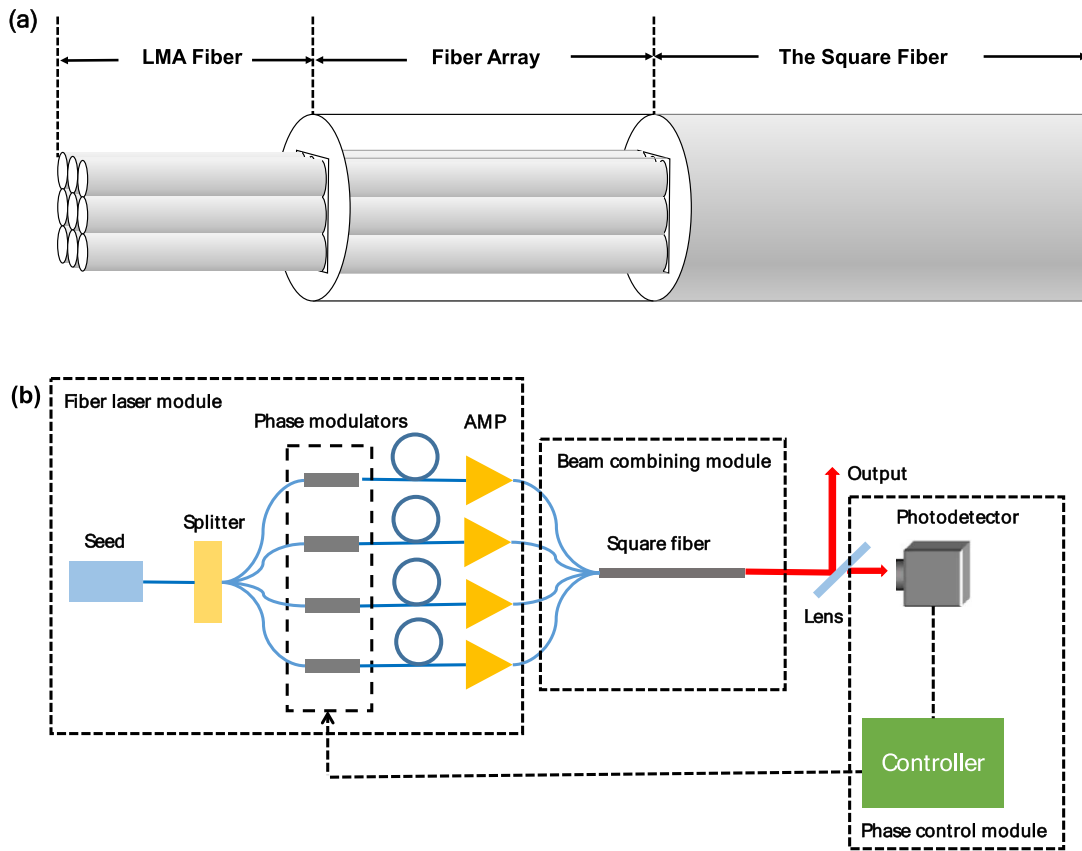 (a)
LMA Fiber
Fiber Array
The Square Fiber
(b)
Fiber laser module
Phase modulators
AMP
Beam combining module
Output
Photodetector
Splitter
Seed
Square fiber
Lens
Controller
Phase control module